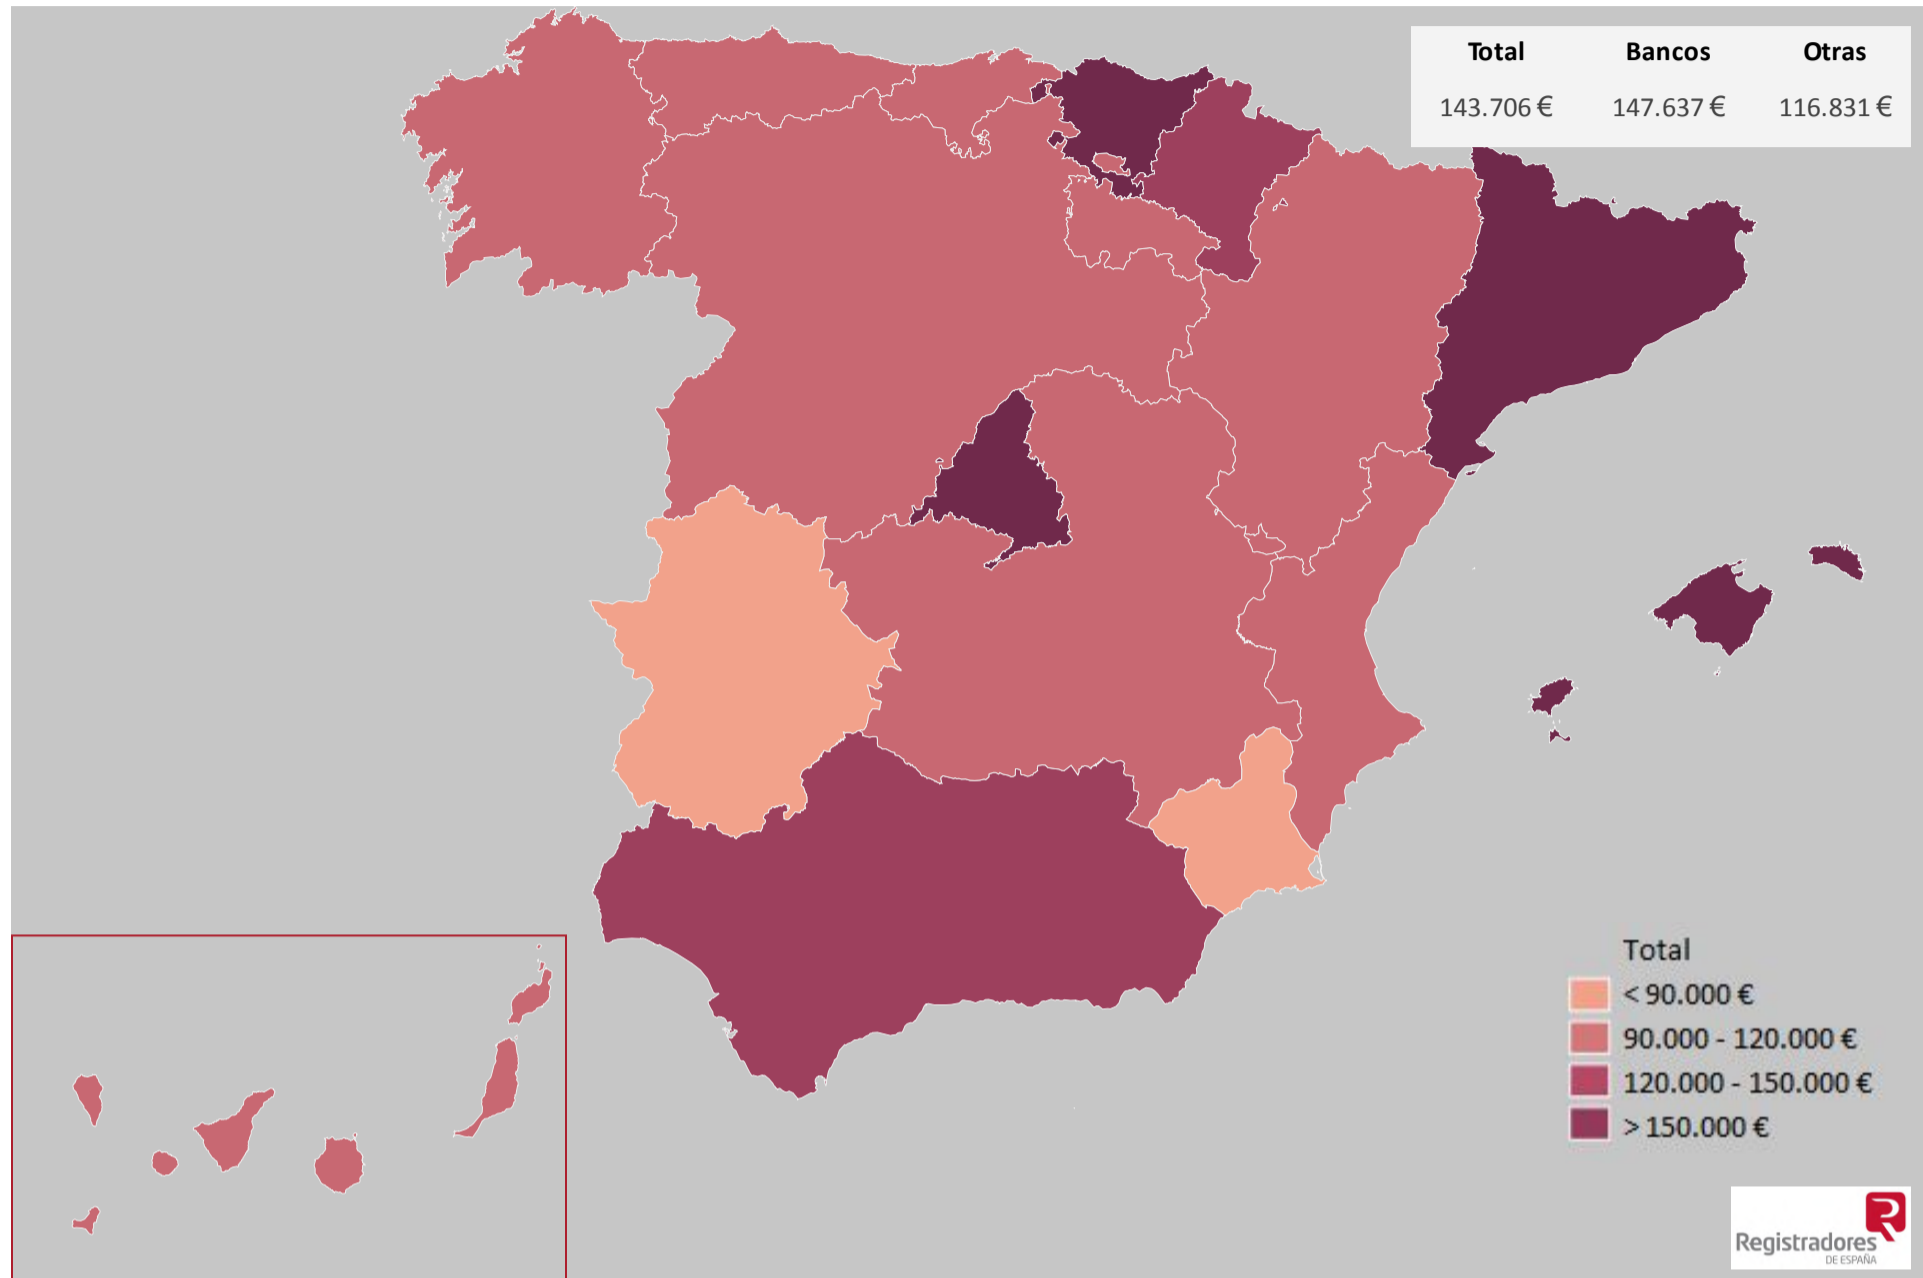 Total Bancos Otras
143.706 € 147.637 € 116.831 €
Total
< 90.000 €
90.000 - 120.000 €
120.000 - 150.000 €
> 150.000 €
Registradores
DE ESPAÑA